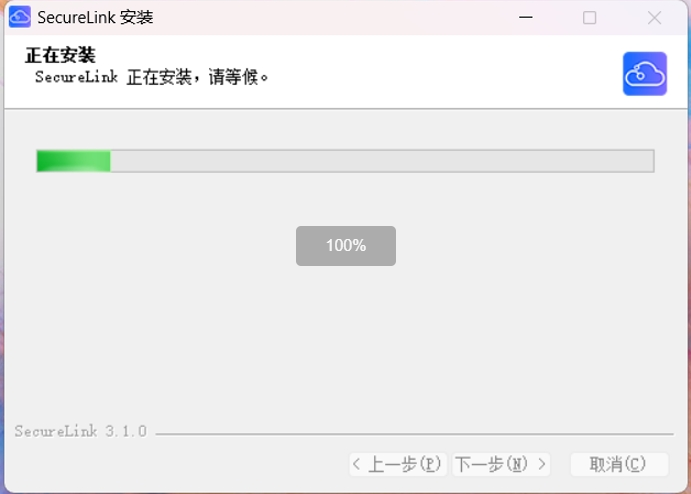 SecureLink 安装
正在安装
SecureLink 正在安装，请等候。
100%
SecureLink 3.1.0
< 上一步(P) 下一步(N) > 取消(C)